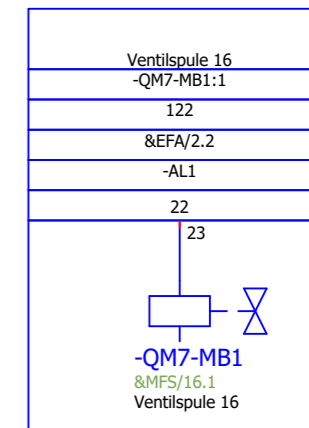 Ventilspule 16
-QM7-MB1:1
122
&EFA/2.2
-AL1
22
23
-QM7-MB1
&MFS/16.1
Ventilspule 16